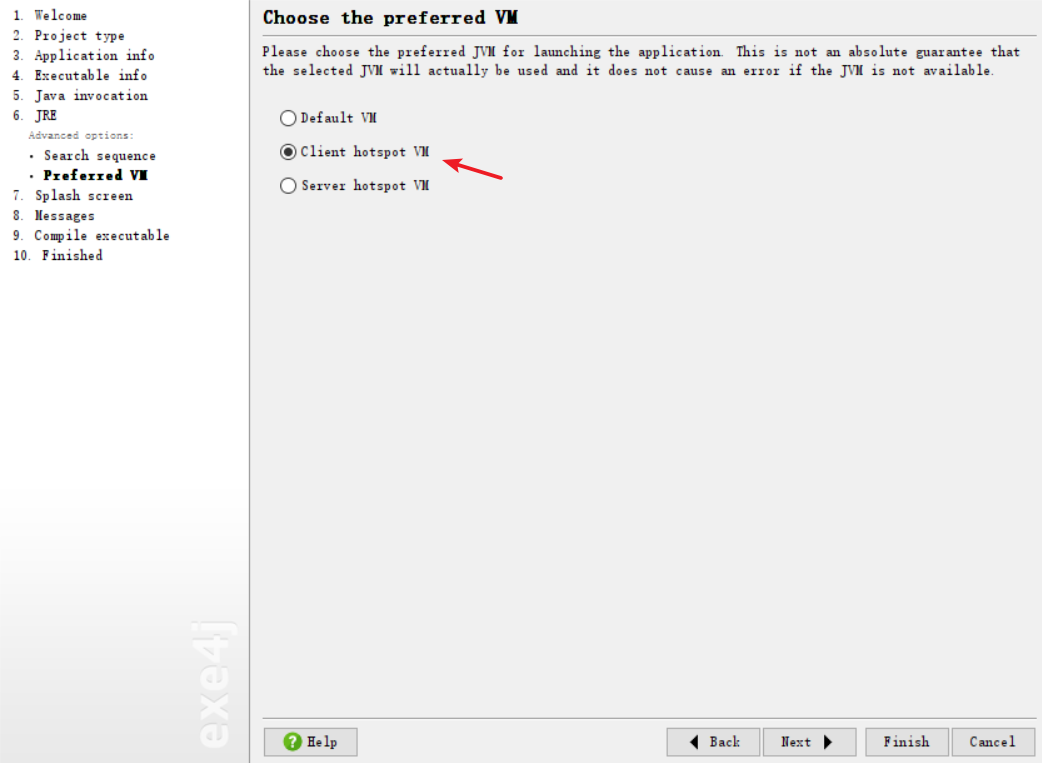 1. Welcome
2. Project type
3. Application info
4. Executable info
5. Java invocation
6. JRE
Advanced options:
· Search sequence
· Preferred VM
7. Splash screen
8. Messages
9. Compile executable
10. Finished
exe4j
Choose the preferred VM
Please choose the preferred JVM for launching the application. This is not an absolute guarantee that
the selected JVM will actually be used and it does not cause an error if the JVM is not available.
Default VM
Client hotspot VM
Server hotspot VM
? Help
Back
Next
Finish
Cancel